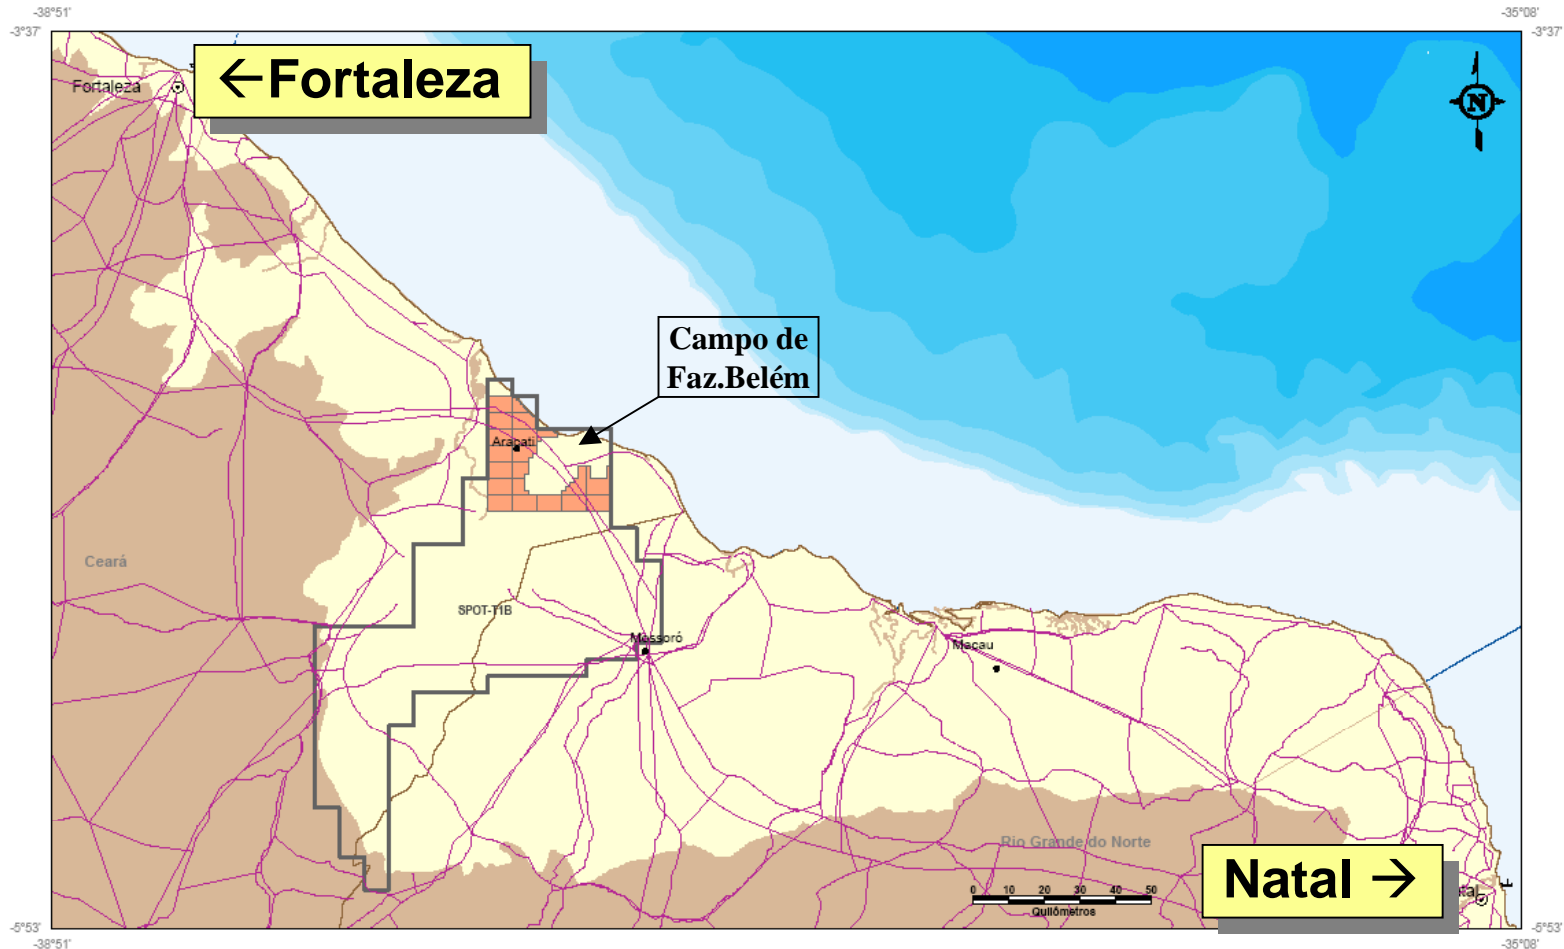 -38°51'
-35°08'
-3°37'
-3°37'
←Fortaleza
Fortaleza
N
Campo de
Faz.Belém
Aracati
Ceará
SPOT-T1B
Mossoró
Macau
Rio Grande do Norte
Natal →
0 10 20 30 40 50
Quilômetros
tal
-5°53'
-5°53'
-38°51'
-35°08'